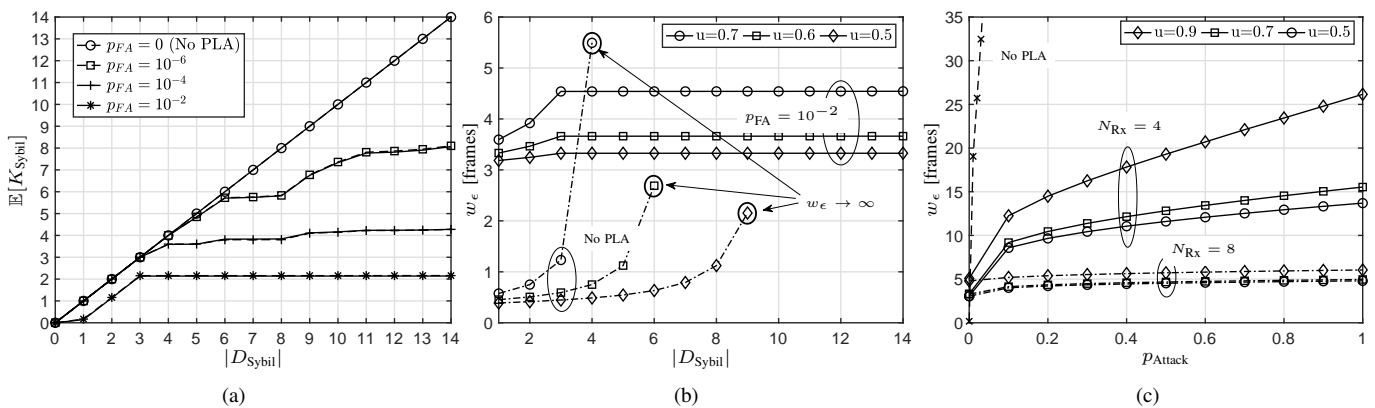 14
13
12
11
10
9
8
7
6
5
4
3
2
1
0
𝔼[K_Sybil]
p_FA = 0 (No PLA)
p_FA = 10^-6
p_FA = 10^-4
p_FA = 10^-2
0 1 2 3 4 5 6 7 8 9 10 11 12 13 14
|D_Sybil|
(a)
6
5
4
3
2
1
0
w_ϵ [frames]
u=0.7 u=0.6 u=0.5
p_FA = 10^-2
No PLA
w_ϵ → ∞
2 4 6 8 10 12 14
|D_Sybil|
(b)
35
30
25
20
15
10
5
0
w_ϵ [frames]
u=0.9 u=0.7 u=0.5
No PLA
N_Rx = 4
N_Rx = 8
0 0.2 0.4 0.6 0.8 1
p_Attack
(c)